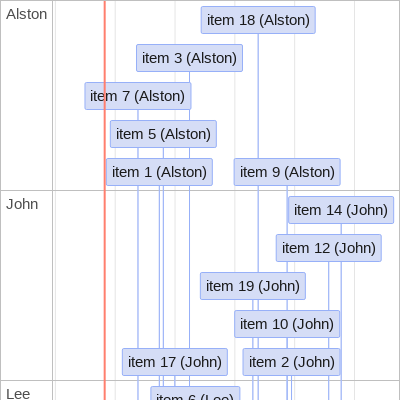 Alston
item 18 (Alston)
item 3 (Alston)
item 7 (Alston)
item 5 (Alston)
item 1 (Alston)
item 9 (Alston)
John
item 14 (John)
item 12 (John)
item 19 (John)
item 10 (John)
item 17 (John)
item 2 (John)
Lee
item 6 (Lee)